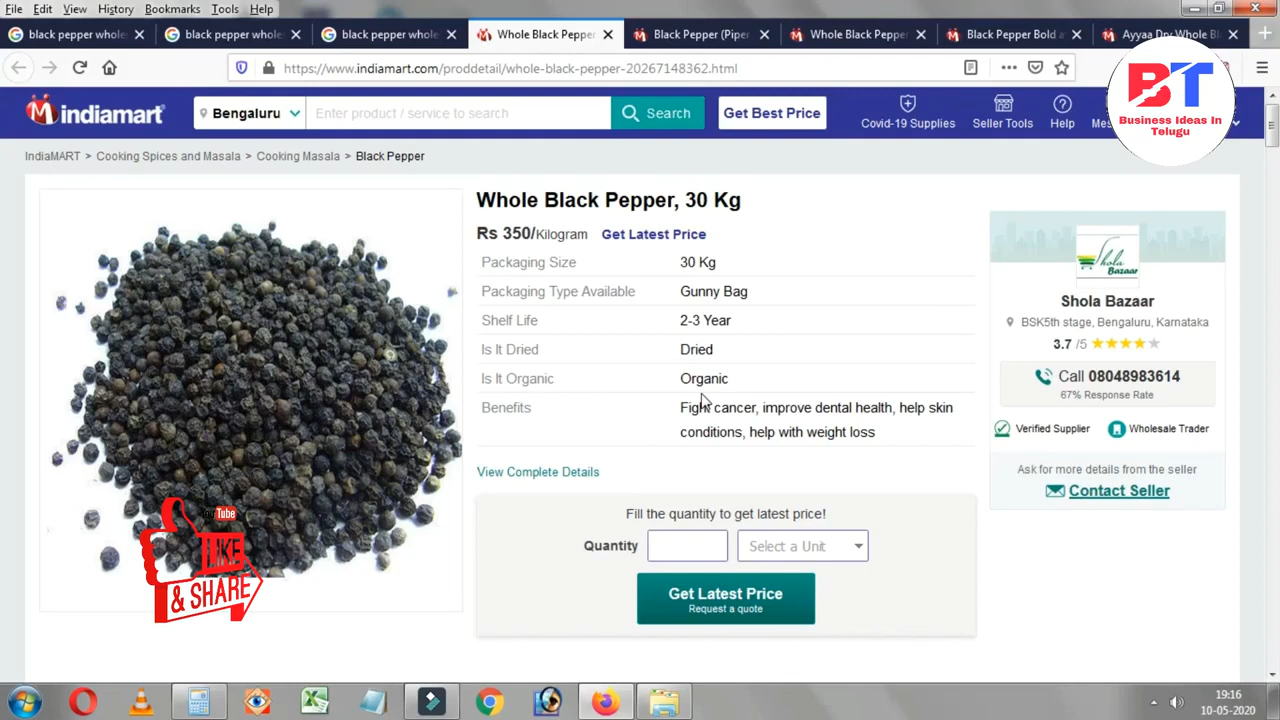 File Edit View History Bookmarks Tools Help
black pepper whole
black pepper whole
black pepper whole
Whole Black Pepper
Black Pepper (Piper
Whole Black Pepper
Black Pepper Bold a
Ayyaa Dry Whole Bl
https://www.indiamart.com/proddetail/whole-black-pepper-20267148362.html
BT
Business Ideas In
Telugu
indiamart
Bengaluru
Enter product / service to search
Search
Get Best Price
Covid-19 Supplies
Seller Tools
Help
IndiaMART > Cooking Spices and Masala > Cooking Masala > Black Pepper
Whole Black Pepper, 30 Kg
Rs 350/Kilogram Get Latest Price
Packaging Size 30 Kg
Packaging Type Available Gunny Bag
Shelf Life 2-3 Year
Is It Dried Dried
Is It Organic Organic
Benefits Fight cancer, improve dental health, help skin
conditions, help with weight loss
View Complete Details
Fill the quantity to get latest price!
Quantity Select a Unit
Get Latest Price
Request a quote
Shola
Bazaar
Shola Bazaar
BSK5th stage, Bengaluru, Karnataka
3.7 /5
Call 08048983614
67% Response Rate
Verified Supplier Wholesale Trader
Ask for more details from the seller
Contact Seller
YouTube
LIKE
& SHARE
19:16
10-05-2020